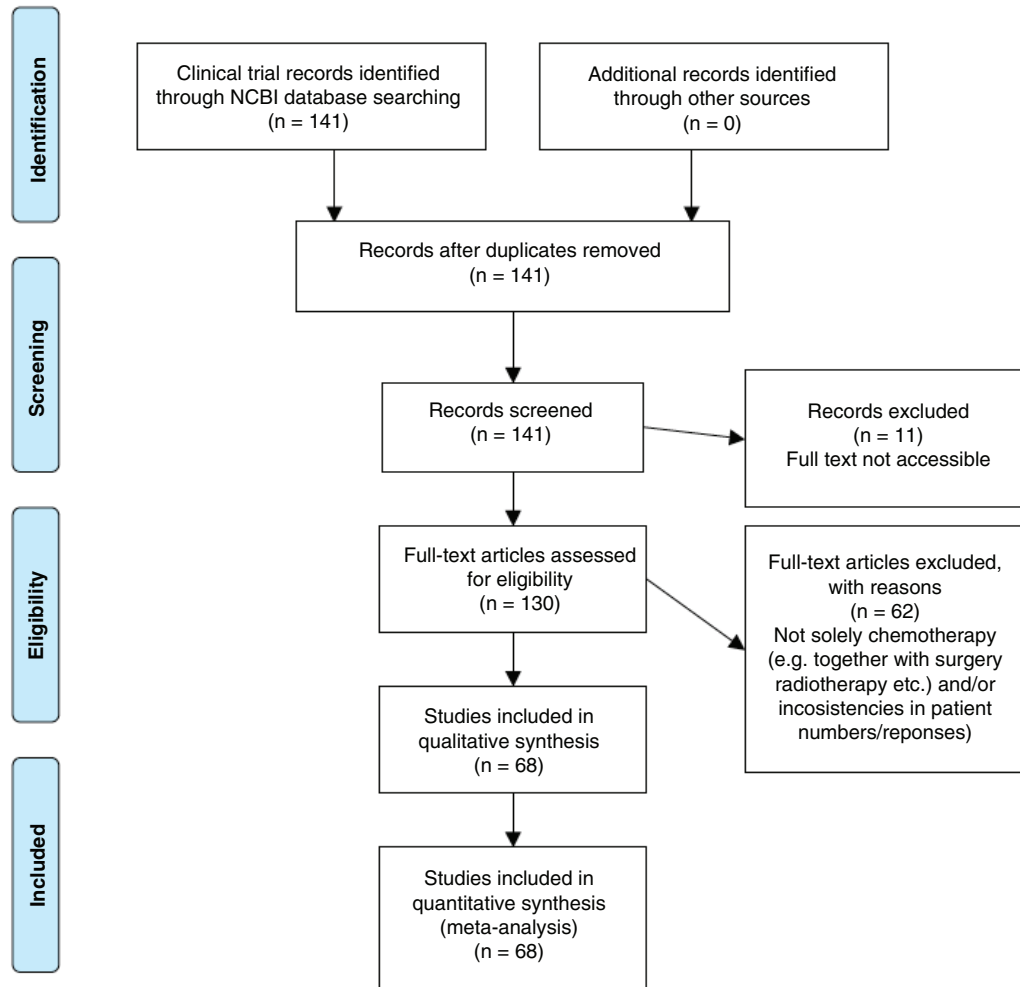 Identification
Clinical trial records identified
through NCBI database searching
(n = 141)
Additional records identified
through other sources
(n = 0)
Records after duplicates removed
(n = 141)
Screening
Records screened
(n = 141)
Records excluded
(n = 11)
Full text not accessible
Eligibility
Full-text articles assessed
for eligibility
(n = 130)
Full-text articles excluded,
with reasons
(n = 62)
Not solely chemotherapy
(e.g. together with surgery
radiotherapy etc.) and/or
incosistencies in patient
numbers/reponses)
Studies included in
qualitative synthesis
(n = 68)
Included
Studies included in
quantitative synthesis
(meta-analysis)
(n = 68)